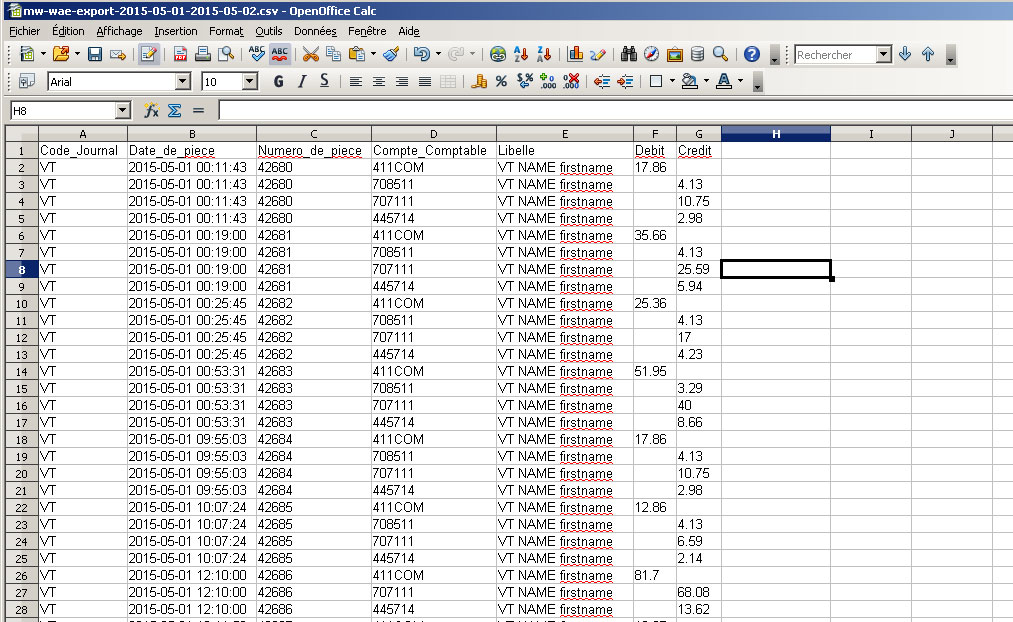 mw-wae-export-2015-05-01-2015-05-02.csv - OpenOffice Calc
Fichier Édition Affichage Insertion Format Outils Données Fenêtre Aide
ABC ABC Rechercher
Arial 10 G I S
H8
A B C D E F G H I J
1 Code_Journal Date_de_piece Numero_de_piece Compte_Comptable Libelle Debit Credit
2 VT 2015-05-01 00:11:43 42680 411COM VT NAME firstname 17.86
3 VT 2015-05-01 00:11:43 42680 708511 VT NAME firstname 4.13
4 VT 2015-05-01 00:11:43 42680 707111 VT NAME firstname 10.75
5 VT 2015-05-01 00:11:43 42680 445714 VT NAME firstname 2.98
6 VT 2015-05-01 00:19:00 42681 411COM VT NAME firstname 35.66
7 VT 2015-05-01 00:19:00 42681 708511 VT NAME firstname 4.13
8 VT 2015-05-01 00:19:00 42681 707111 VT NAME firstname 25.59
9 VT 2015-05-01 00:19:00 42681 445714 VT NAME firstname 5.94
10 VT 2015-05-01 00:25:45 42682 411COM VT NAME firstname 25.36
11 VT 2015-05-01 00:25:45 42682 708511 VT NAME firstname 4.13
12 VT 2015-05-01 00:25:45 42682 707111 VT NAME firstname 17
13 VT 2015-05-01 00:25:45 42682 445714 VT NAME firstname 4.23
14 VT 2015-05-01 00:53:31 42683 411COM VT NAME firstname 51.95
15 VT 2015-05-01 00:53:31 42683 708511 VT NAME firstname 3.29
16 VT 2015-05-01 00:53:31 42683 707111 VT NAME firstname 40
17 VT 2015-05-01 00:53:31 42683 445714 VT NAME firstname 8.66
18 VT 2015-05-01 09:55:03 42684 411COM VT NAME firstname 17.86
19 VT 2015-05-01 09:55:03 42684 708511 VT NAME firstname 4.13
20 VT 2015-05-01 09:55:03 42684 707111 VT NAME firstname 10.75
21 VT 2015-05-01 09:55:03 42684 445714 VT NAME firstname 2.98
22 VT 2015-05-01 10:07:24 42685 411COM VT NAME firstname 12.86
23 VT 2015-05-01 10:07:24 42685 708511 VT NAME firstname 4.13
24 VT 2015-05-01 10:07:24 42685 707111 VT NAME firstname 6.59
25 VT 2015-05-01 10:07:24 42685 445714 VT NAME firstname 2.14
26 VT 2015-05-01 12:10:00 42686 411COM VT NAME firstname 81.7
27 VT 2015-05-01 12:10:00 42686 707111 VT NAME firstname 68.08
28 VT 2015-05-01 12:10:00 42686 445714 VT NAME firstname 13.62